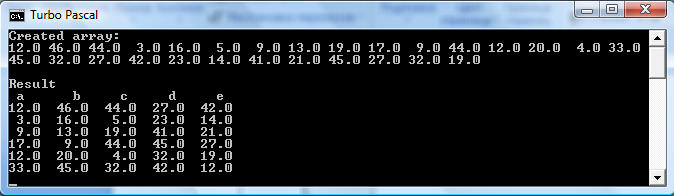 Turbo Pascal
Created array:
12.0 46.0 44.0  3.0 16.0  5.0  9.0 13.0 19.0 17.0  9.0 44.0 12.0 20.0  4.0 33.0
45.0 32.0 27.0 42.0 23.0 14.0 41.0 21.0 45.0 27.0 32.0 19.0
Result
a      b      c      d      e
12.0  46.0  44.0  27.0  42.0
3.0  16.0   5.0  23.0  14.0
9.0  13.0  19.0  41.0  21.0
17.0   9.0  44.0  45.0  27.0
12.0  20.0   4.0  32.0  19.0
33.0  45.0  32.0  42.0  12.0